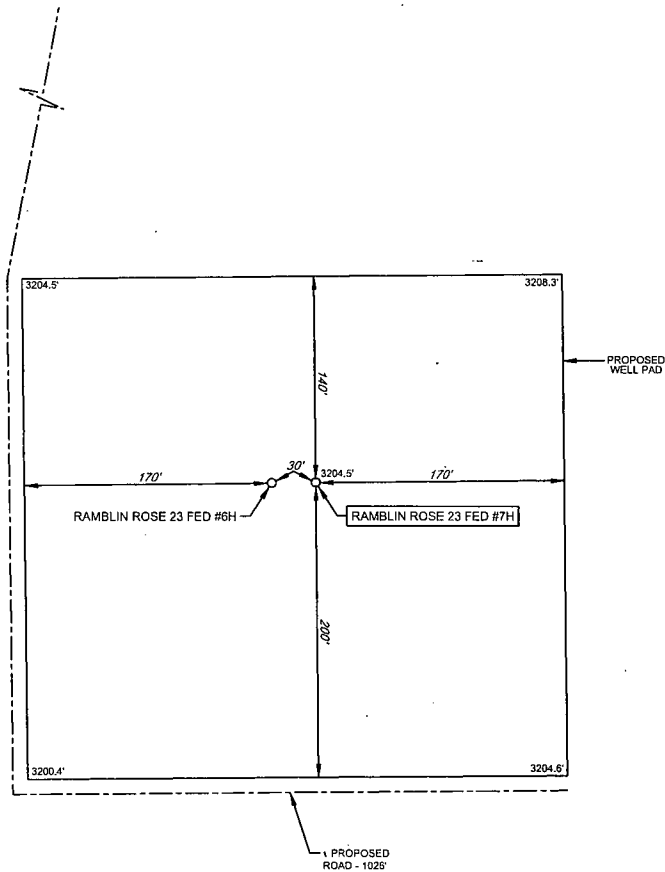 3204.5'
3208.3'
PROPOSED
WELL PAD
140'
170'
30'
3204.5'
170'
RAMBLIN ROSE 23 FED #6H
RAMBLIN ROSE 23 FED #7H
200'
3200.4'
3204.6'
PROPOSED
ROAD - 1026'